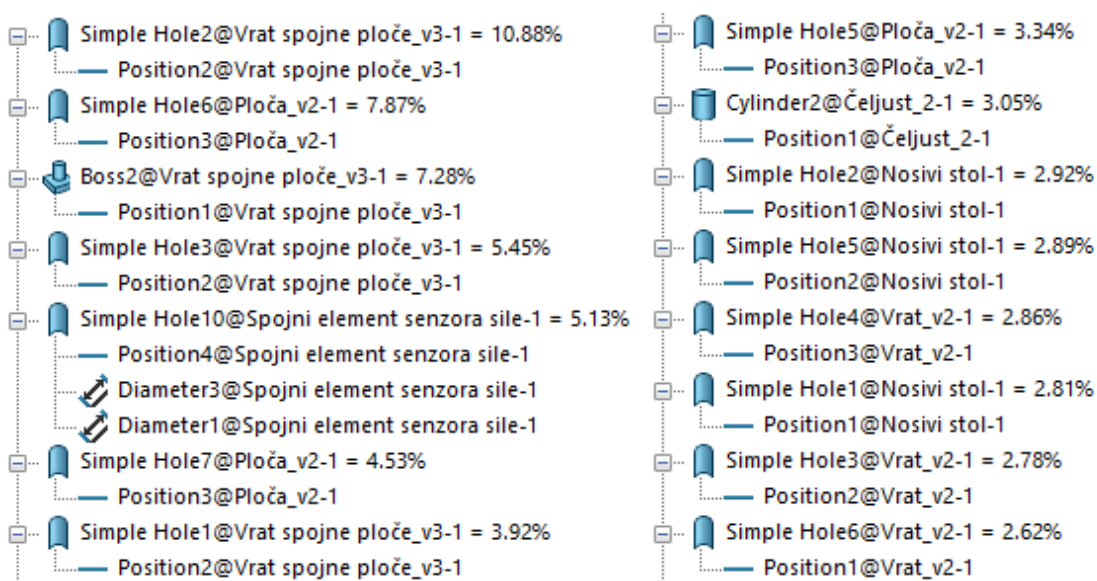 Simple Hole2@Vrat spojne ploče_v3-1 = 10.88%
Position2@Vrat spojne ploče_v3-1
Simple Hole6@Ploča_v2-1 = 7.87%
Position3@Ploča_v2-1
Boss2@Vrat spojne ploče_v3-1 = 7.28%
Position1@Vrat spojne ploče_v3-1
Simple Hole3@Vrat spojne ploče_v3-1 = 5.45%
Position2@Vrat spojne ploče_v3-1
Simple Hole10@Spojni element senzora sile-1 = 5.13%
Position4@Spojni element senzora sile-1
Diameter3@Spojni element senzora sile-1
Diameter1@Spojni element senzora sile-1
Simple Hole7@Ploča_v2-1 = 4.53%
Position3@Ploča_v2-1
Simple Hole1@Vrat spojne ploče_v3-1 = 3.92%
Position2@Vrat spojne ploče_v3-1
Simple Hole5@Ploča_v2-1 = 3.34%
Position3@Ploča_v2-1
Cylinder2@Čeljust_2-1 = 3.05%
Position1@Čeljust_2-1
Simple Hole2@Nosivi stol-1 = 2.92%
Position1@Nosivi stol-1
Simple Hole5@Nosivi stol-1 = 2.89%
Position2@Nosivi stol-1
Simple Hole4@Vrat_v2-1 = 2.86%
Position3@Vrat_v2-1
Simple Hole1@Nosivi stol-1 = 2.81%
Position1@Nosivi stol-1
Simple Hole3@Vrat_v2-1 = 2.78%
Position2@Vrat_v2-1
Simple Hole6@Vrat_v2-1 = 2.62%
Position1@Vrat_v2-1